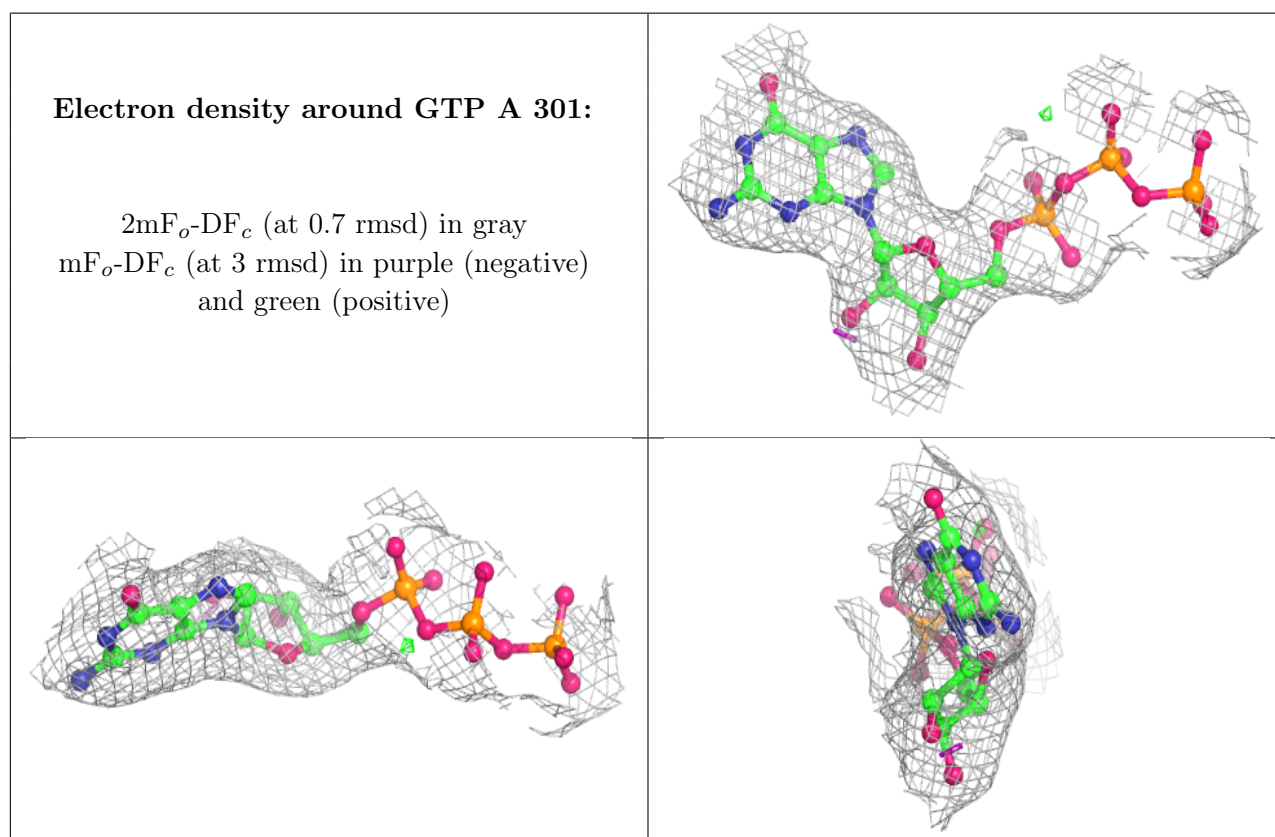 Electron density around GTP A 301:
2mFo-DFc (at 0.7 rmsd) in gray
mFo-DFc (at 3 rmsd) in purple (negative)
and green (positive)